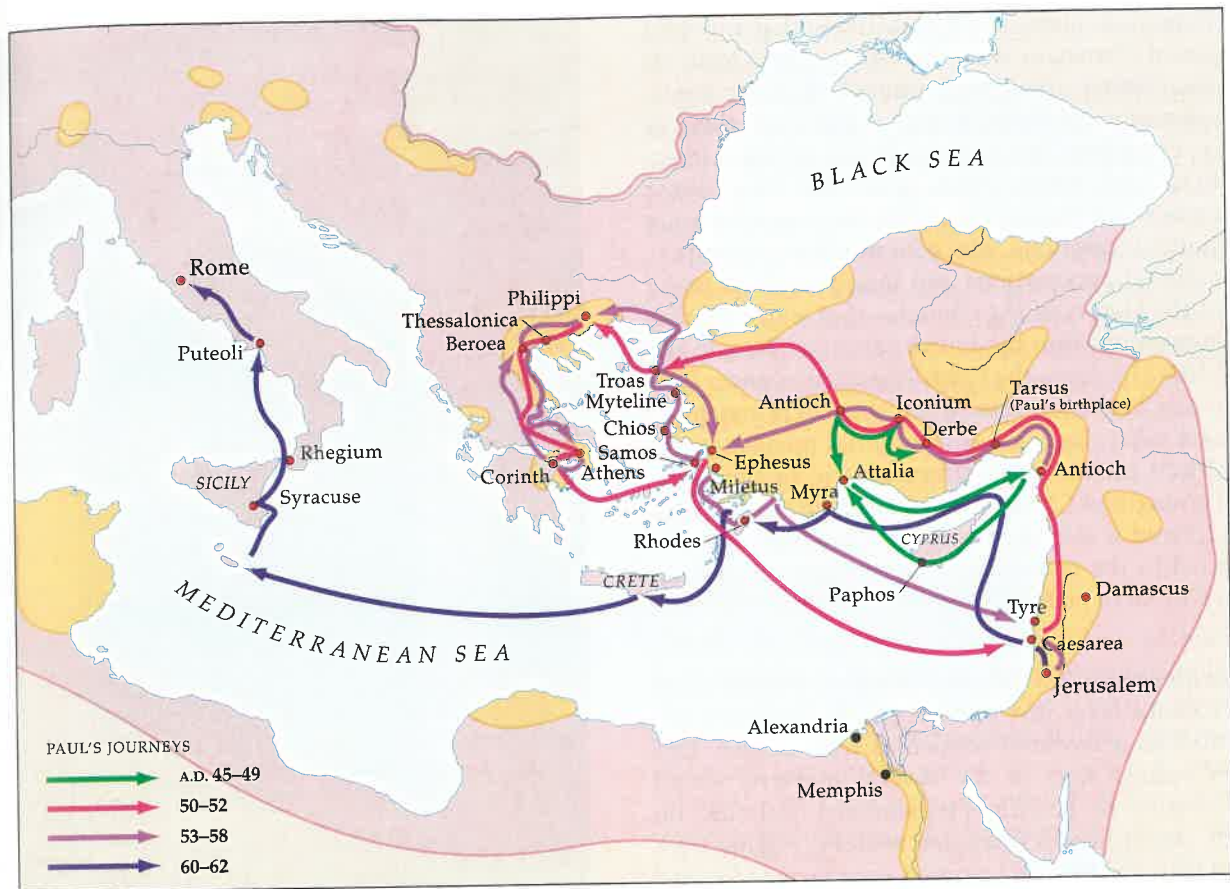 BLACK SEA
Rome
Philippi
Thessalonica
Beroea
Puteoli
Troas
Myteline
Antioch
Iconium
Tarsus
(Paul's birthplace)
Derbe
Chios
Samos
Athens
Corinth
Ephesus
Miletus
Attalia
Antioch
Rhegium
SICILY
Syracuse
Myra
Rhodes
CYPRUS
CRETE
Paphos
Damascus
Tyre
Caesarea
Jerusalem
MEDITERRANEAN SEA
Alexandria
Memphis
PAUL'S JOURNEYS
A.D. 45–49
50–52
53–58
60–62